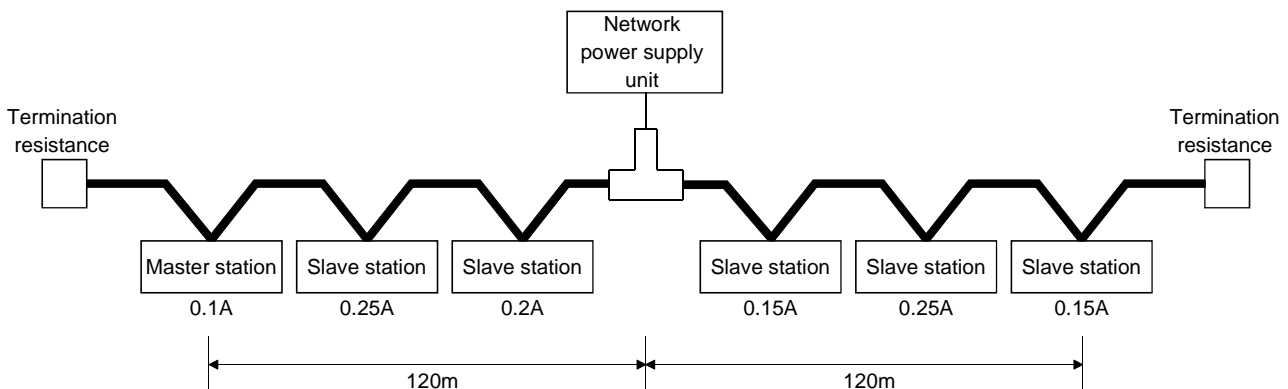 Network
power supply
unit
Termination
resistance
Termination
resistance
Master station
Slave station
Slave station
Slave station
Slave station
Slave station
0.1A
0.25A
0.2A
0.15A
0.25A
0.15A
120m
120m